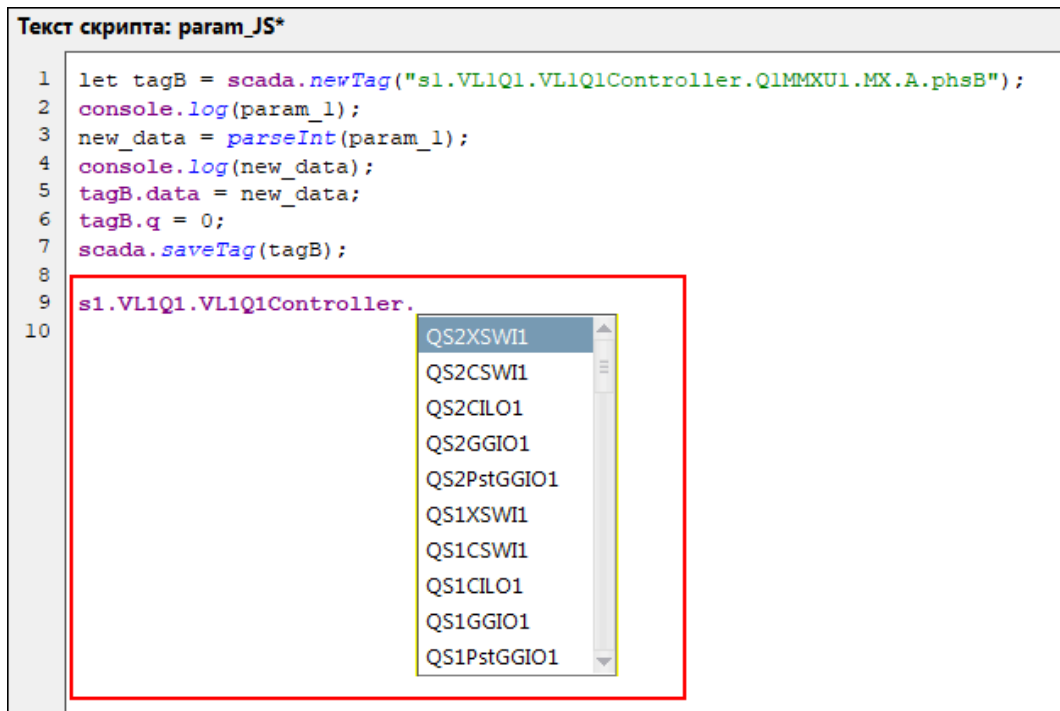 Текст скрипта: param_JS*
1 let tagB = scada.newTag("s1.VL1Q1.VL1Q1Controller.Q1MMXU1.MX.A.phsB");
2 console.log(param_1);
3 new_data = parseInt(param_1);
4 console.log(new_data);
5 tagB.data = new_data;
6 tagB.q = 0;
7 scada.saveTag(tagB);
8
9 s1.VL1Q1.VL1Q1Controller.
10
QS2XSWI1
QS2CSWI1
QS2CILO1
QS2GGIO1
QS2PstGGIO1
QS1XSWI1
QS1CSWI1
QS1CILO1
QS1GGIO1
QS1PstGGIO1